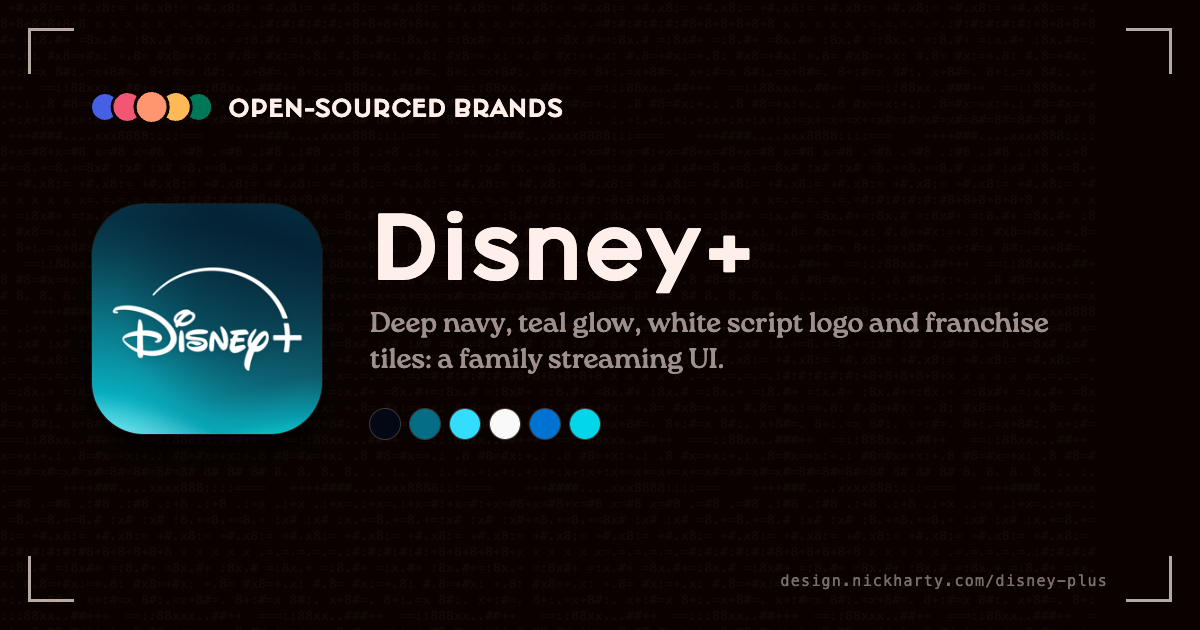 OPEN-SOURCED BRANDS
Disney+
Disney+
Deep navy, teal glow, white script logo and franchise
tiles: a family streaming UI.
design.nickharty.com/disney-plus